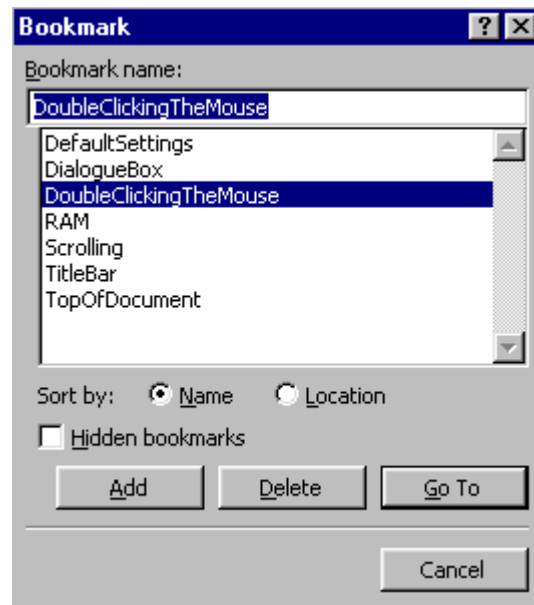 Bookmark
Bookmark name:
DoubleClickingTheMouse
DefaultSettings
DialogueBox
DoubleClickingTheMouse
RAM
Scrolling
TitleBar
TopOfDocument
Sort by: Name Location
Hidden bookmarks
Add Delete Go To
Cancel